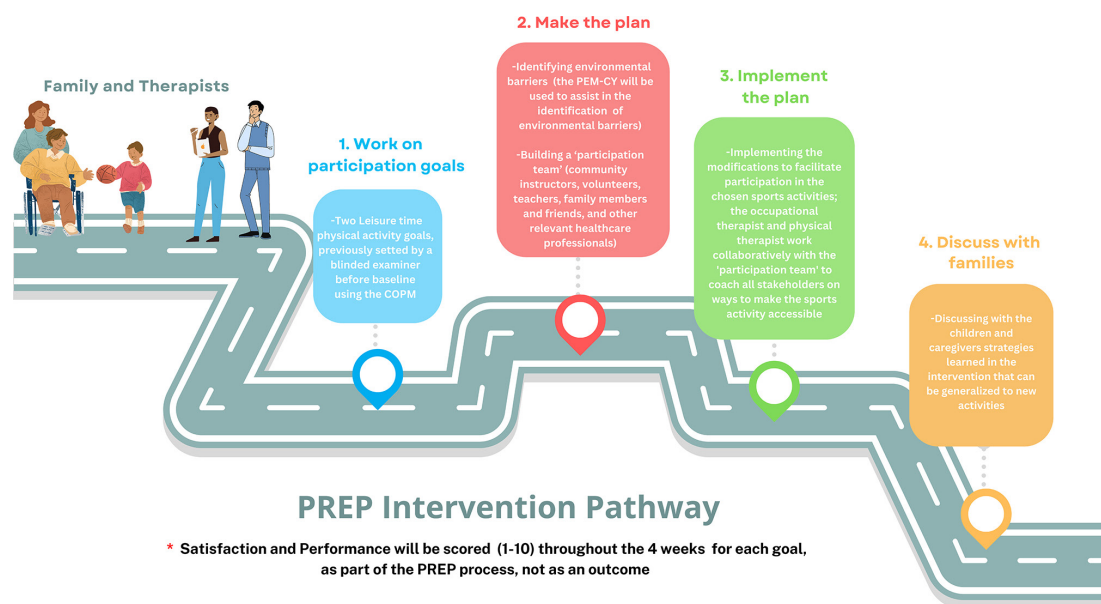 Family and Therapists
1. Work on
participation goals
-Two Leisure time
physical activity goals,
previously setted by a
blinded examiner
before baseline
using the COPM
2. Make the plan
-Identifying environmental
barriers (the PEM-CY will be
used to assist in the
identification of
environmental barriers)
-Building a ‘participation
team’ (community
instructors, volunteers,
teachers, family members
and friends, and other
relevant healthcare
professionals)
3. Implement
the plan
-Implementing the
modifications to facilitate
participation in the
chosen sports activities;
the occupational
therapist and physical
therapist work
collaboratively with the
'participation team' to
coach all stakeholders on
ways to make the sports
activity accessible
4. Discuss with
families
-Discussing with the
children and
caregivers strategies
learned in the
intervention that can
be generalized to new
activities
PREP Intervention Pathway
* Satisfaction and Performance will be scored (1-10) throughout the 4 weeks for each goal,
as part of the PREP process, not as an outcome